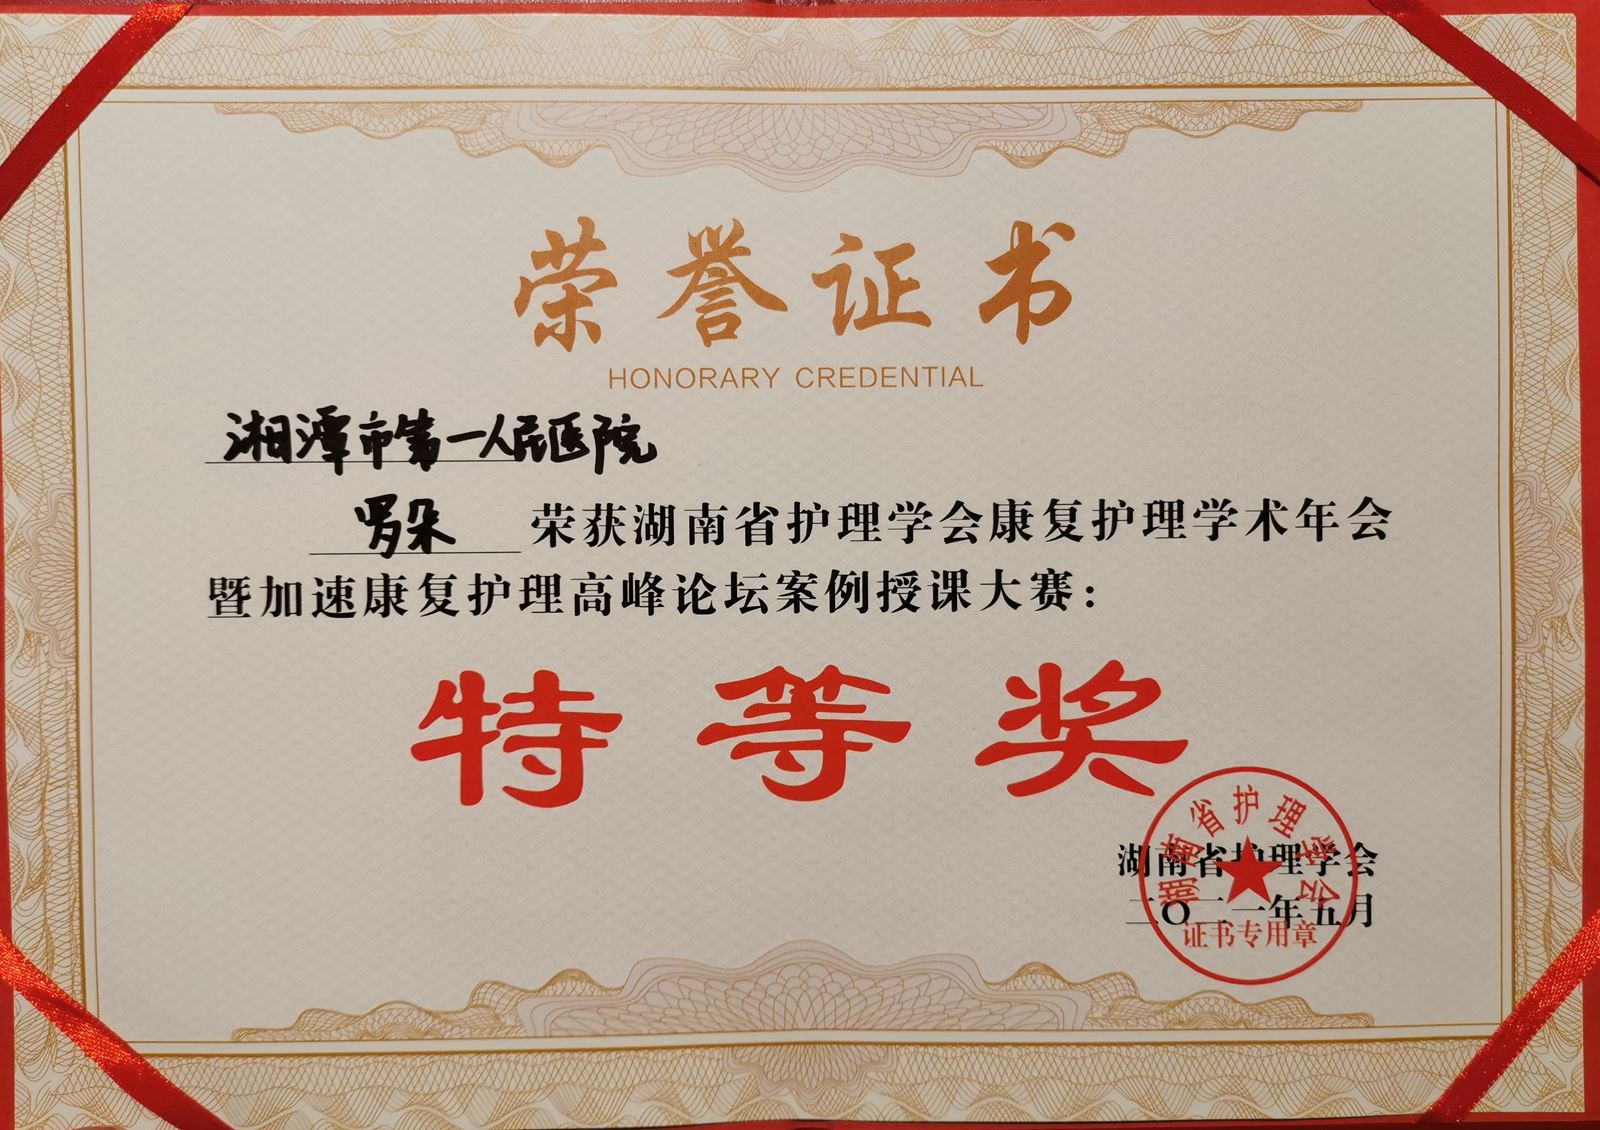 荣誉证书
HONORARY CREDENTIAL
湘潭市第一人民医院
罗朵 荣获湖南省护理学会康复护理学术年会
暨加速康复护理高峰论坛案例授课大赛:
特等奖
湖南省护理学会
二〇二一年五月
湖南省护理学会
证书专用章